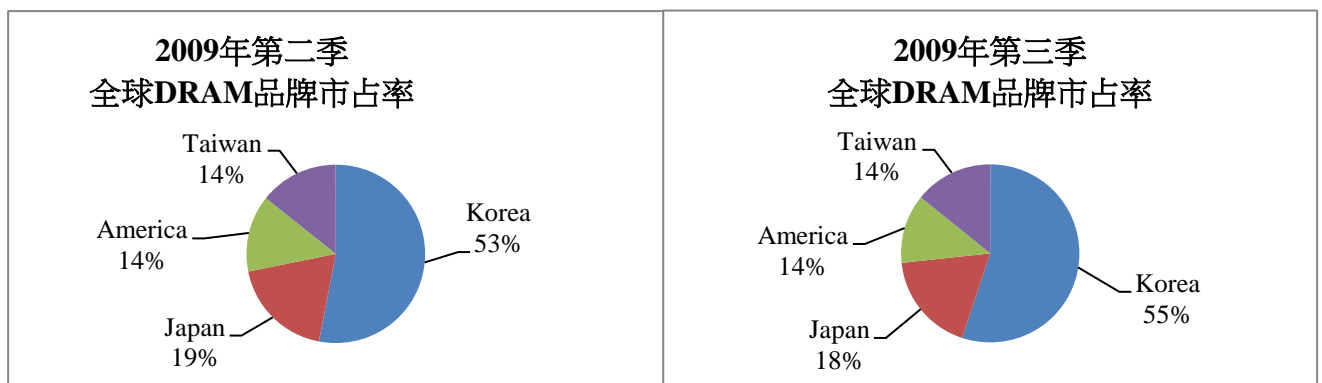 2009年第二季
全球DRAM品牌市占率
Taiwan
14%
America
14%
Japan
19%
Korea
53%
2009年第三季
全球DRAM品牌市占率
Taiwan
14%
America
14%
Japan
18%
Korea
55%